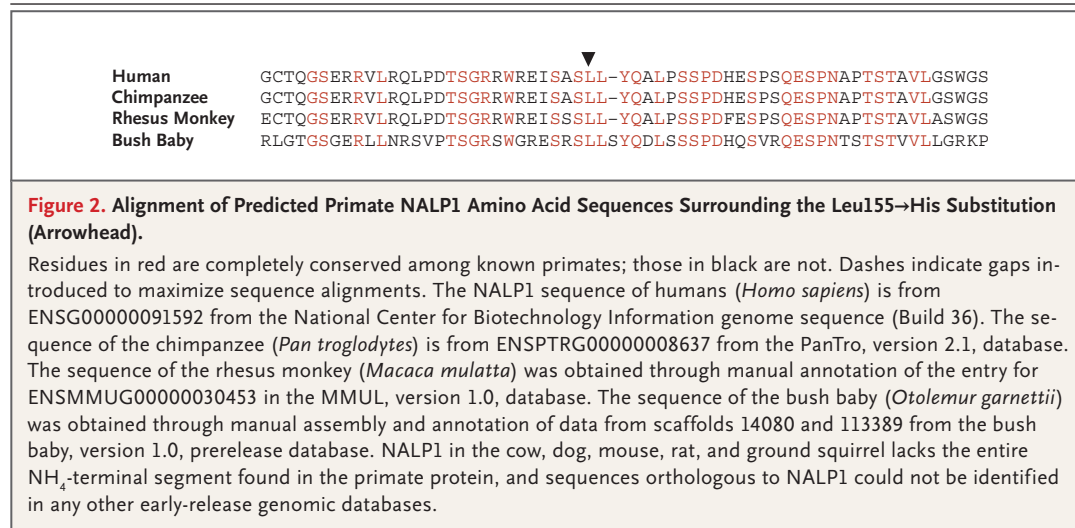 Human GCTQGSERRVLRQLPDTSGRRWREISASLL-YQALPSSPDHESPSQESPNAPTSTAVLGSWGS
Chimpanzee GCTQGSERRVLRQLPDTSGRRWREISASLL-YQALPSSPDHESPSQESPNAPTSTAVLGSWGS
Rhesus Monkey ECTQGSERRVLRQLPDTSGRRWREISSSLL-YQALPSSPDFESPSQESPNAPTSTAVLASWGS
Bush Baby RLGTGSGERLLNRSVPTSGRSWGRESRSLLSYQDLSSSPDHQSVRQESPNTSTSTVVLLGRKP
Figure 2. Alignment of Predicted Primate NALP1 Amino Acid Sequences Surrounding the Leu155→His Substitution
(Arrowhead).
Residues in red are completely conserved among known primates; those in black are not. Dashes indicate gaps in-
troduced to maximize sequence alignments. The NALP1 sequence of humans (Homo sapiens) is from
ENSG00000091592 from the National Center for Biotechnology Information genome sequence (Build 36). The se-
quence of the chimpanzee (Pan troglodytes) is from ENSPTRG00000008637 from the PanTro, version 2.1, database.
The sequence of the rhesus monkey (Macaca mulatta) was obtained through manual annotation of the entry for
ENSMMUG00000030453 in the MMUL, version 1.0, database. The sequence of the bush baby (Otolemur garnettii)
was obtained through manual assembly and annotation of data from scaffolds 14080 and 113389 from the bush
baby, version 1.0, prerelease database. NALP1 in the cow, dog, mouse, rat, and ground squirrel lacks the entire
NH₄-terminal segment found in the primate protein, and sequences orthologous to NALP1 could not be identified
in any other early-release genomic databases.